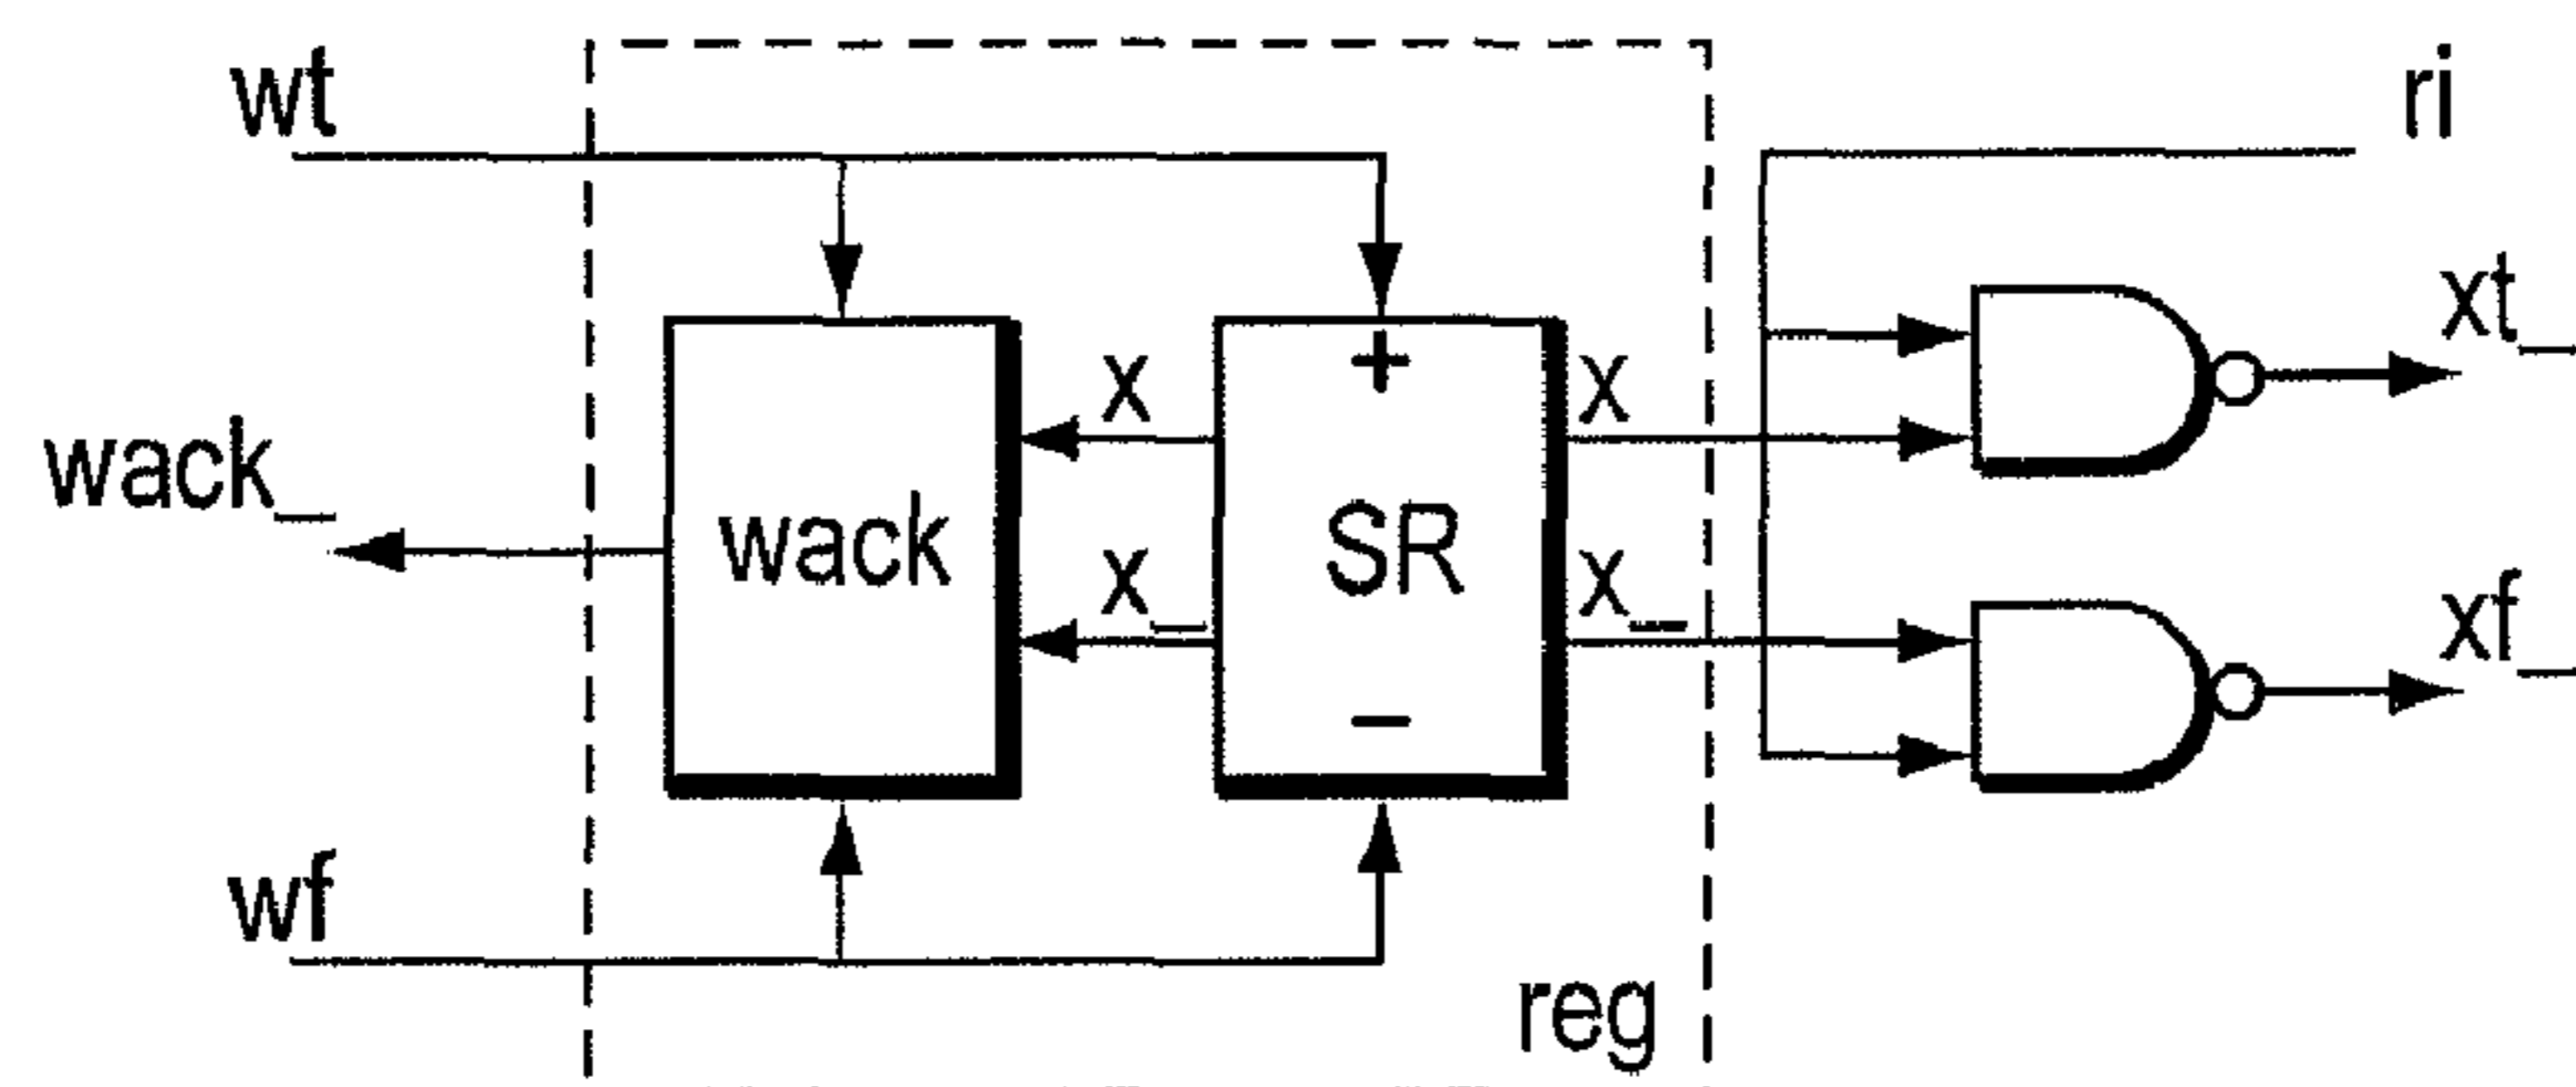 wt
ri
+
xt_
x
x
wack_
wack
SR
x_
x_
xf_
−
wf
reg